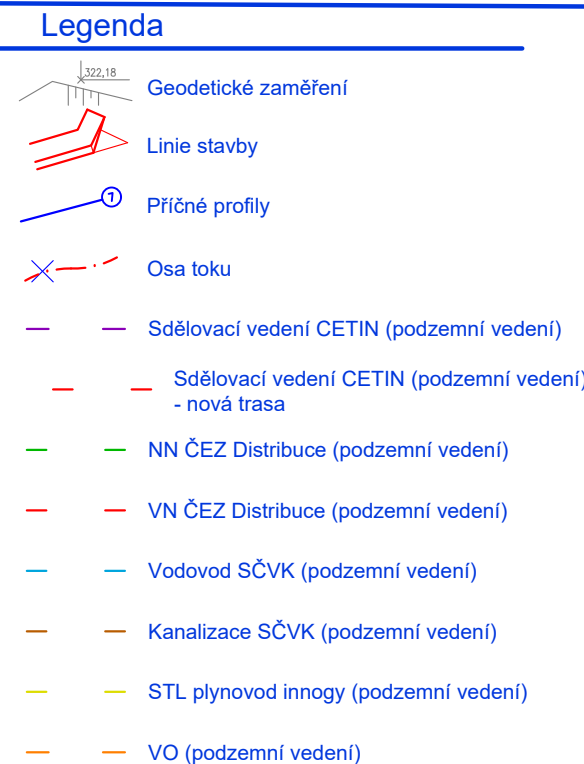 Legenda
322,18
Geodetické zaměření
Linie stavby
1
Příčné profily
Osa toku
Sdělovací vedení CETIN (podzemní vedení)
Sdělovací vedení CETIN (podzemní vedení)
- nová trasa
NN ČEZ Distribuce (podzemní vedení)
VN ČEZ Distribuce (podzemní vedení)
Vodovod SČVK (podzemní vedení)
Kanalizace SČVK (podzemní vedení)
STL plynovod innogy (podzemní vedení)
VO (podzemní vedení)